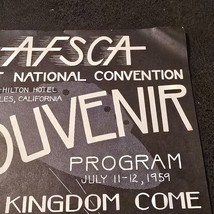 AFSCA
T NATIONAL CONVENTION
-HILTON HOTEL
LES, CALIFORNIA
OUVENIR
PROGRAM
JULY 11-12, 1959
KINGDOM COME